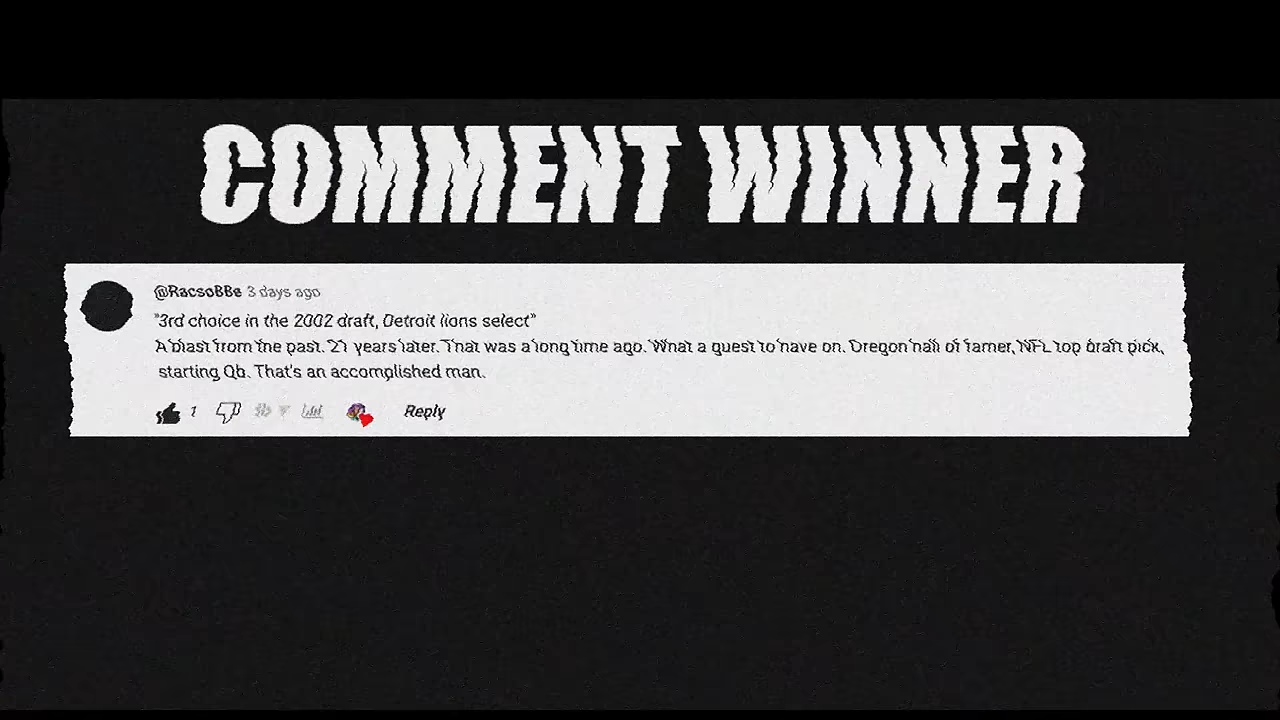 COMMENT WINNER
@RacsoBBe 3 days ago
"3rd choice in the 2002 draft, Detroit lions select"
A blast from the past. 21 years later. That was a long time ago. What a guest to have on. Oregon hall of famer, NFL top draft pick,
starting Qb. That's an accomplished man.
1 Reply